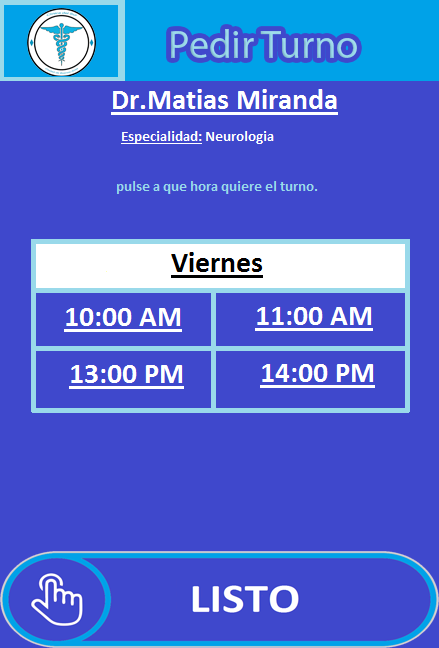 Pedir Turno
Dr.Matias Miranda
Especialidad: Neurologia
pulse a que hora quiere el turno.
Viernes
10:00 AM 11:00 AM
13:00 PM 14:00 PM
LISTO